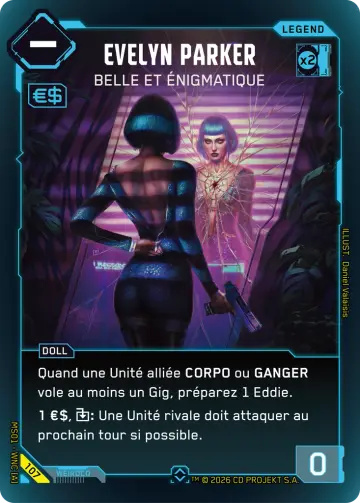 LEGEND
EVELYN PARKER
BELLE ET ÉNIGMATIQUE
x2
€$
ILLUST. Daniel Valaisis
DOLL
Quand une Unité alliée CORPO ou GANGER
vole au moins un Gig, préparez 1 Eddie.
1 €$, : Une Unité rivale doit attaquer au
prochain tour si possible.
0
107
© 2026 CD PROJEKT S.A.